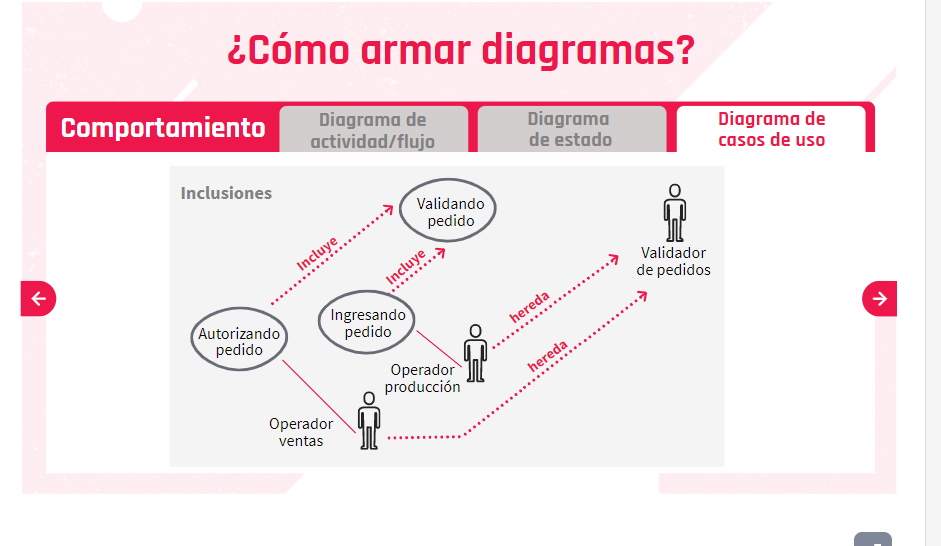 ¿Cómo armar diagramas?
Comportamiento
Diagrama de
actividad/flujo
Diagrama
de estado
Diagrama de
casos de uso
Inclusiones
Validando
pedido
Validador
de pedidos
Incluye
Incluye
hereda
Ingresando
pedido
Autorizando
pedido
hereda
Operador
producción
Operador
ventas